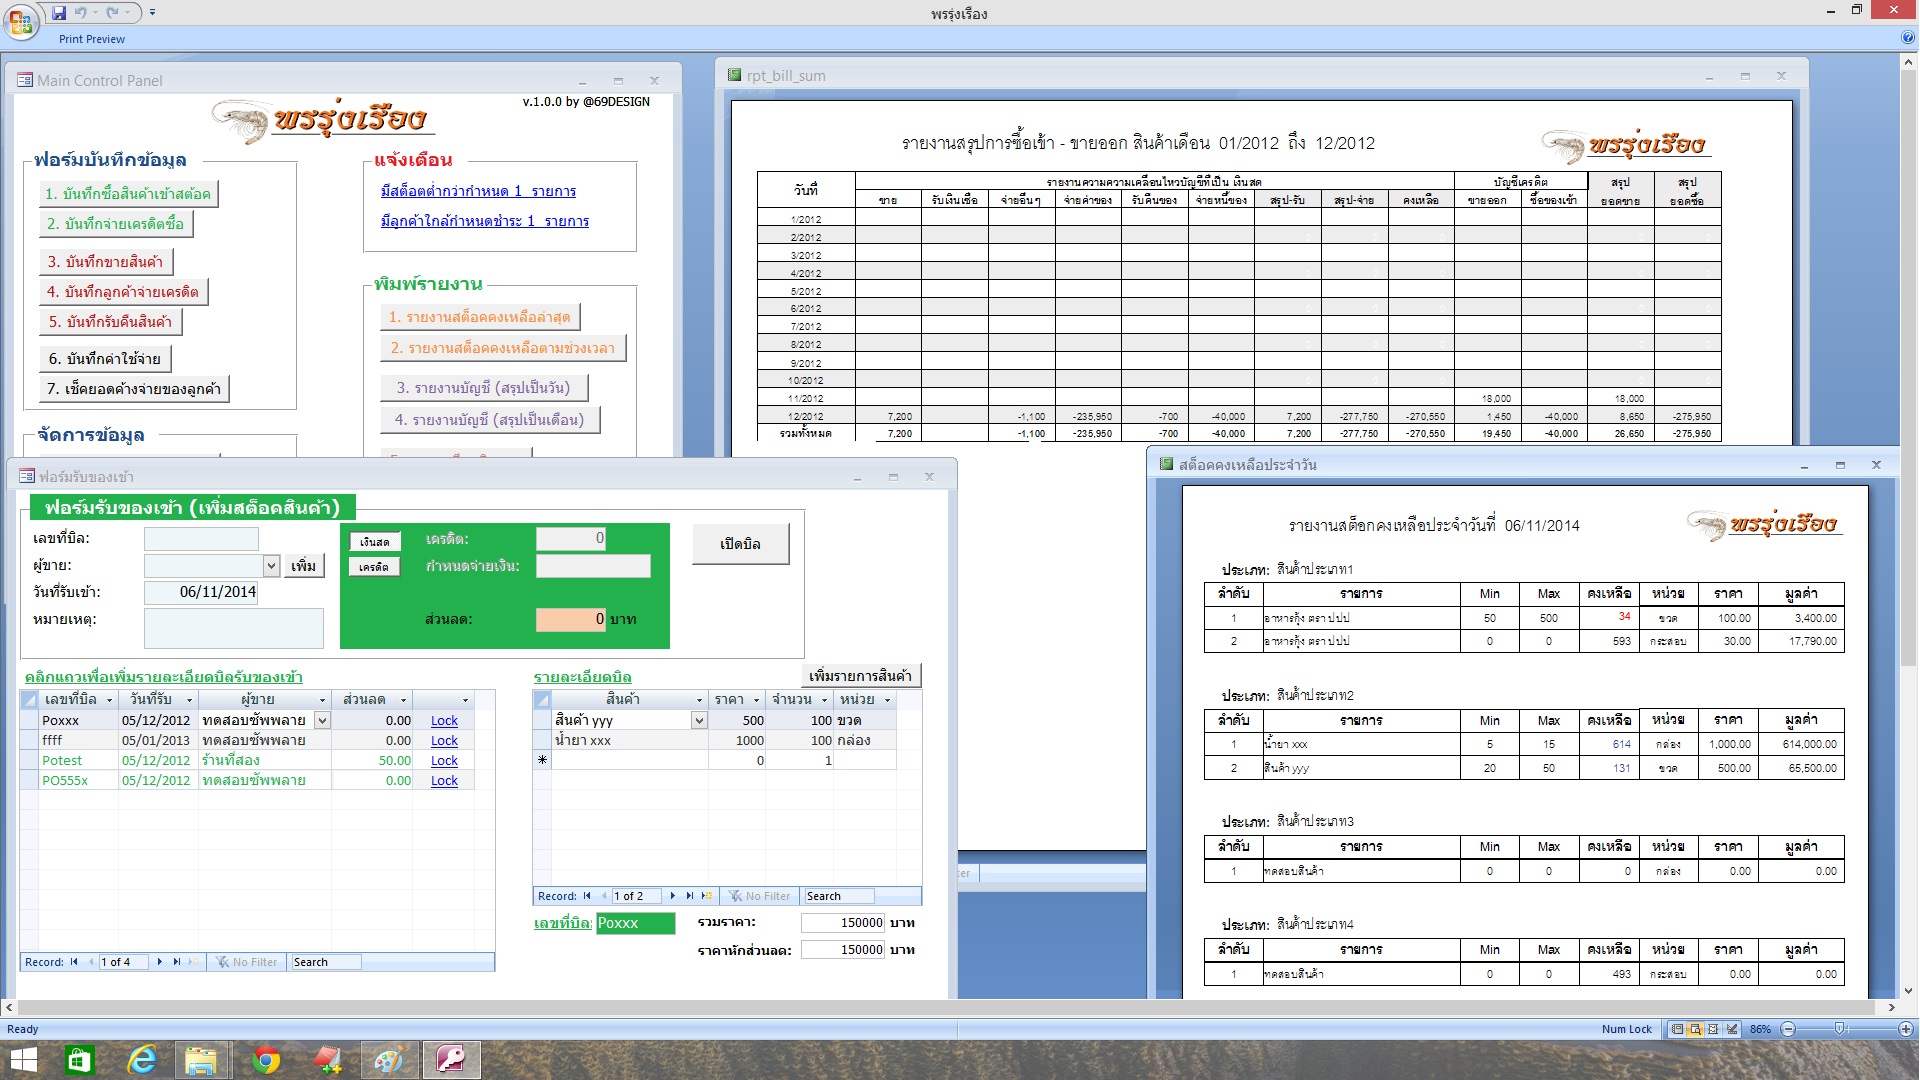 พรรุ่งเรือง
Print Preview
Main Control Panel
v.1.0.0 by @69DESIGN
พรรุ่งเรือง
ฟอร์มบันทึกข้อมูล
1. บันทึกซื้อสินค้าเข้าสต้อค
2. บันทึกจ่ายเครดิตซื้อ
3. บันทึกขายสินค้า
4. บันทึกลูกค้าจ่ายเครดิต
5. บันทึกรับคืนสินค้า
6. บันทึกค่าใช้จ่าย
7. เช็คยอดค้างจ่ายของลูกค้า
จัดการข้อมูล
แจ้งเตือน
มีสต็อตต่ำกว่ากำหนด 1 รายการ
มีลูกค้าใกล้กำหนดชำระ 1 รายการ
พิมพ์รายงาน
1. รายงานสต็อคคงเหลือล่าสุด
2. รายงานสต็อคคงเหลือตามช่วงเวลา
3. รายงานบัญชี (สรุปเป็นวัน)
4. รายงานบัญชี (สรุปเป็นเดือน)
rpt_bill_sum
รายงานสรุปการซื้อเข้า - ขายออก สินค้าเดือน 01/2012 ถึง 12/2012
พรรุ่งเรือง
วันที่ รายงานความความเคลื่อนไหวบัญชีที่เป็น เงินสด บัญชีเครดิต สรุป สรุป
ขาย รับเงินเชื่อ จ่ายอื่นๆ จ่ายค่าของ รับคืนของ จ่ายหนี้ของ สรุป-รับ สรุป-จ่าย คงเหลือ ขายออก ซื้อของเข้า ยอดขาย ยอดซื้อ
1/2012
2/2012
3/2012
4/2012
5/2012
6/2012
7/2012
8/2012
9/2012
10/2012
11/2012 18,000 18,000
12/2012 7,200 -1,100 -235,950 -700 -40,000 7,200 -277,750 -270,550 1,450 -40,000 8,650 -275,950
รวมทั้งหมด 7,200 -1,100 -235,950 -700 -40,000 7,200 -277,750 -270,550 19,450 -40,000 26,650 -275,950
ฟอร์มรับของเข้า
ฟอร์มรับของเข้า (เพิ่มสต็อคสินค้า)
เลขที่บิล:
ผู้ขาย: เพิ่ม
วันที่รับเข้า: 06/11/2014
หมายเหตุ:
เงินสด เครดิต: 0
เครดิต กำหนดจ่ายเงิน:
ส่วนลด: 0 บาท
เปิดบิล
คลิกแถวเพื่อเพิ่มรายละเอียดบิลรับของเข้า
เลขที่บิล วันที่รับ ผู้ขาย ส่วนลด
Poxxx 05/12/2012 ทดสอบซัพพลาย 0.00 Lock
ffff 05/01/2013 ทดสอบซัพพลาย 0.00 Lock
Potest 05/12/2012 ร้านที่สอง 50.00 Lock
PO555x 05/12/2012 ทดสอบซัพพลาย 0.00 Lock
Record: 1 of 4 No Filter Search
รายละเอียดบิล เพิ่มรายการสินค้า
สินค้า ราคา จำนวน หน่วย
สินค้า yyy 500 100 ขวด
น้ำยา xxx 1000 100 กล่อง
* 0 1
Record: 1 of 2 No Filter Search
เลขที่บิล: Poxxx รวมราคา: 150000 บาท
ราคาหักส่วนลด: 150000 บาท
สต็อคคงเหลือประจำวัน
รายงานสต็อกคงเหลือประจำวันที่ 06/11/2014
พรรุ่งเรือง
ประเภท: สินค้าประเภท1
ลำดับ รายการ Min Max คงเหลือ หน่วย ราคา มูลค่า
1 อาหารกุ้ง ตรา ปปป 50 500 34 ขวด 100.00 3,400.00
2 อาหารกุ้ง ตรา ปปป 0 0 593 กระสอบ 30.00 17,790.00
ประเภท: สินค้าประเภท2
ลำดับ รายการ Min Max คงเหลือ หน่วย ราคา มูลค่า
1 น้ำยา xxx 5 15 614 กล่อง 1,000.00 614,000.00
2 สินค้า yyy 20 50 131 ขวด 500.00 65,500.00
ประเภท: สินค้าประเภท3
ลำดับ รายการ Min Max คงเหลือ หน่วย ราคา มูลค่า
1 ทดสอบสินค้า 0 0 0 กล่อง 0.00 0.00
ประเภท: สินค้าประเภท4
ลำดับ รายการ Min Max คงเหลือ หน่วย ราคา มูลค่า
1 ทดสอบสินค้า 0 0 493 กระสอบ 0.00 0.00
Ready Num Lock 86%